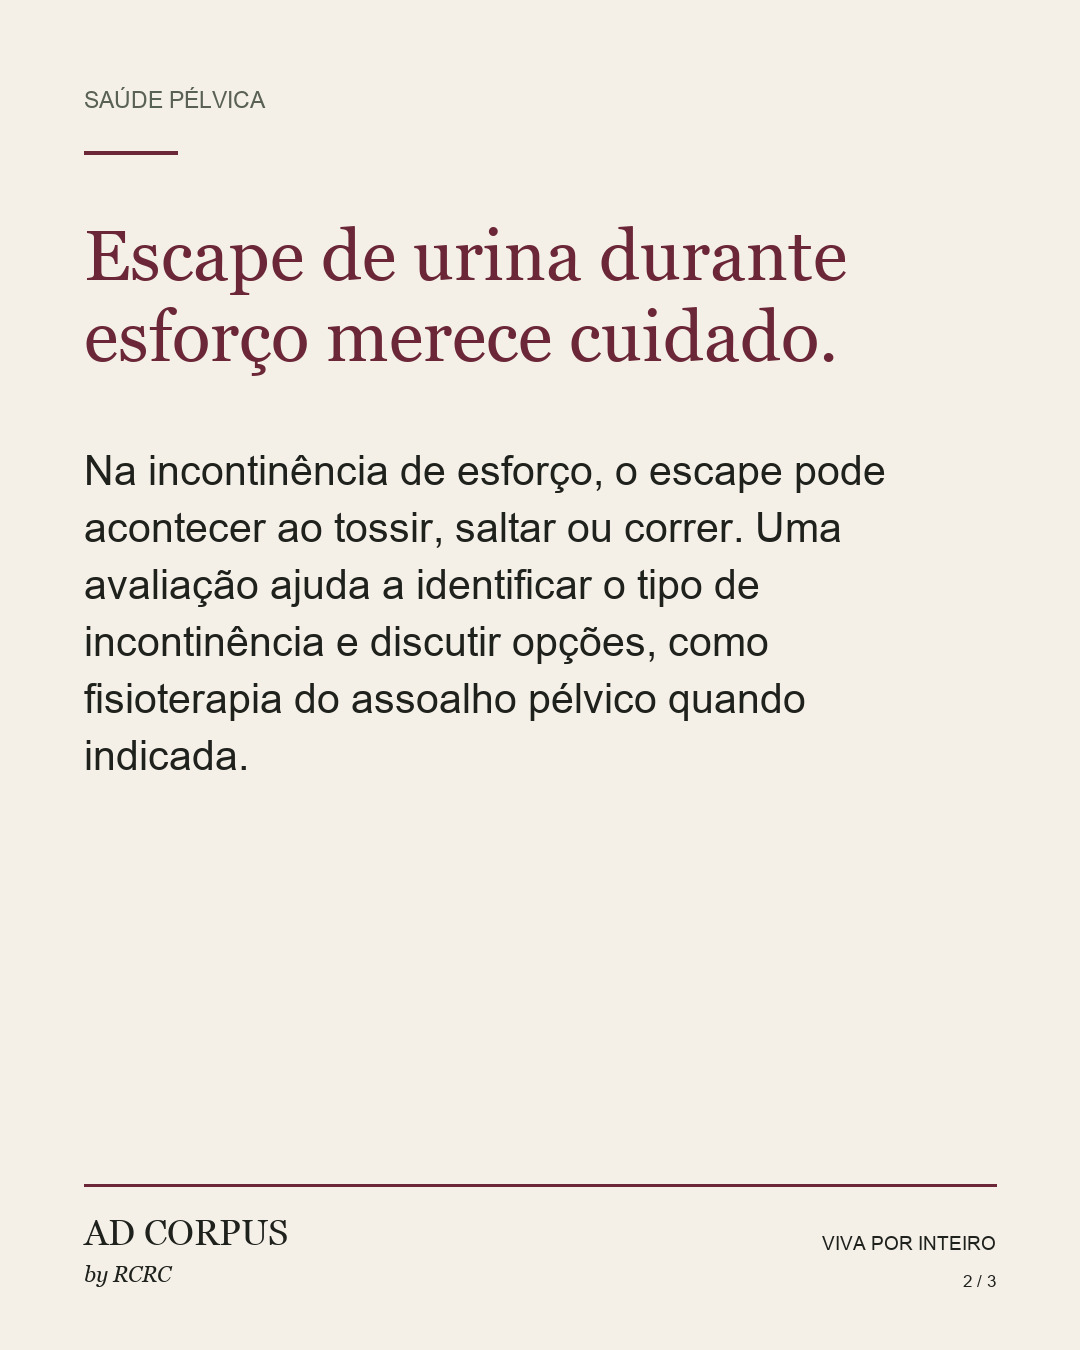 SAÚDE PÉLVICA
Escape de urina durante
esforço merece cuidado.
Na incontinência de esforço, o escape pode
acontecer ao tossir, saltar ou correr. Uma
avaliação ajuda a identificar o tipo de
incontinência e discutir opções, como
fisioterapia do assoalho pélvico quando
indicada.
AD CORPUS
by RCRC
VIVA POR INTEIRO
2 / 3